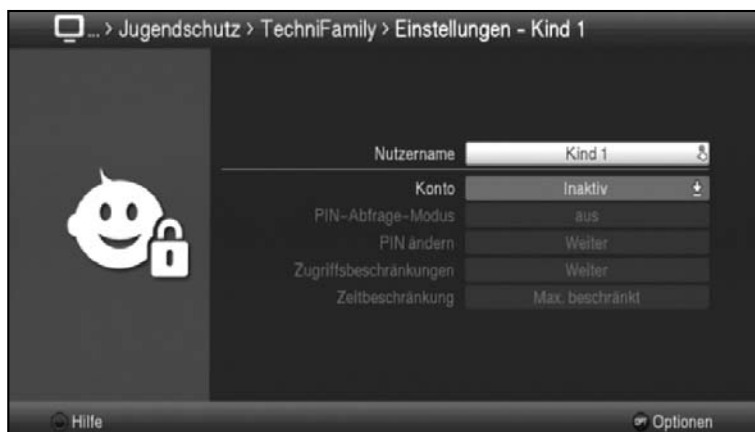 ... > Jugendschutz > TechniFamily > Einstellungen - Kind 1
Nutzername Kind 1
Konto Inaktiv
PIN-Abfrage-Modus aus
PIN ändern Weiter
Zugriffsbeschränkungen Weiter
Zeitbeschränkung Max. beschränkt
Hilfe OPT Optionen